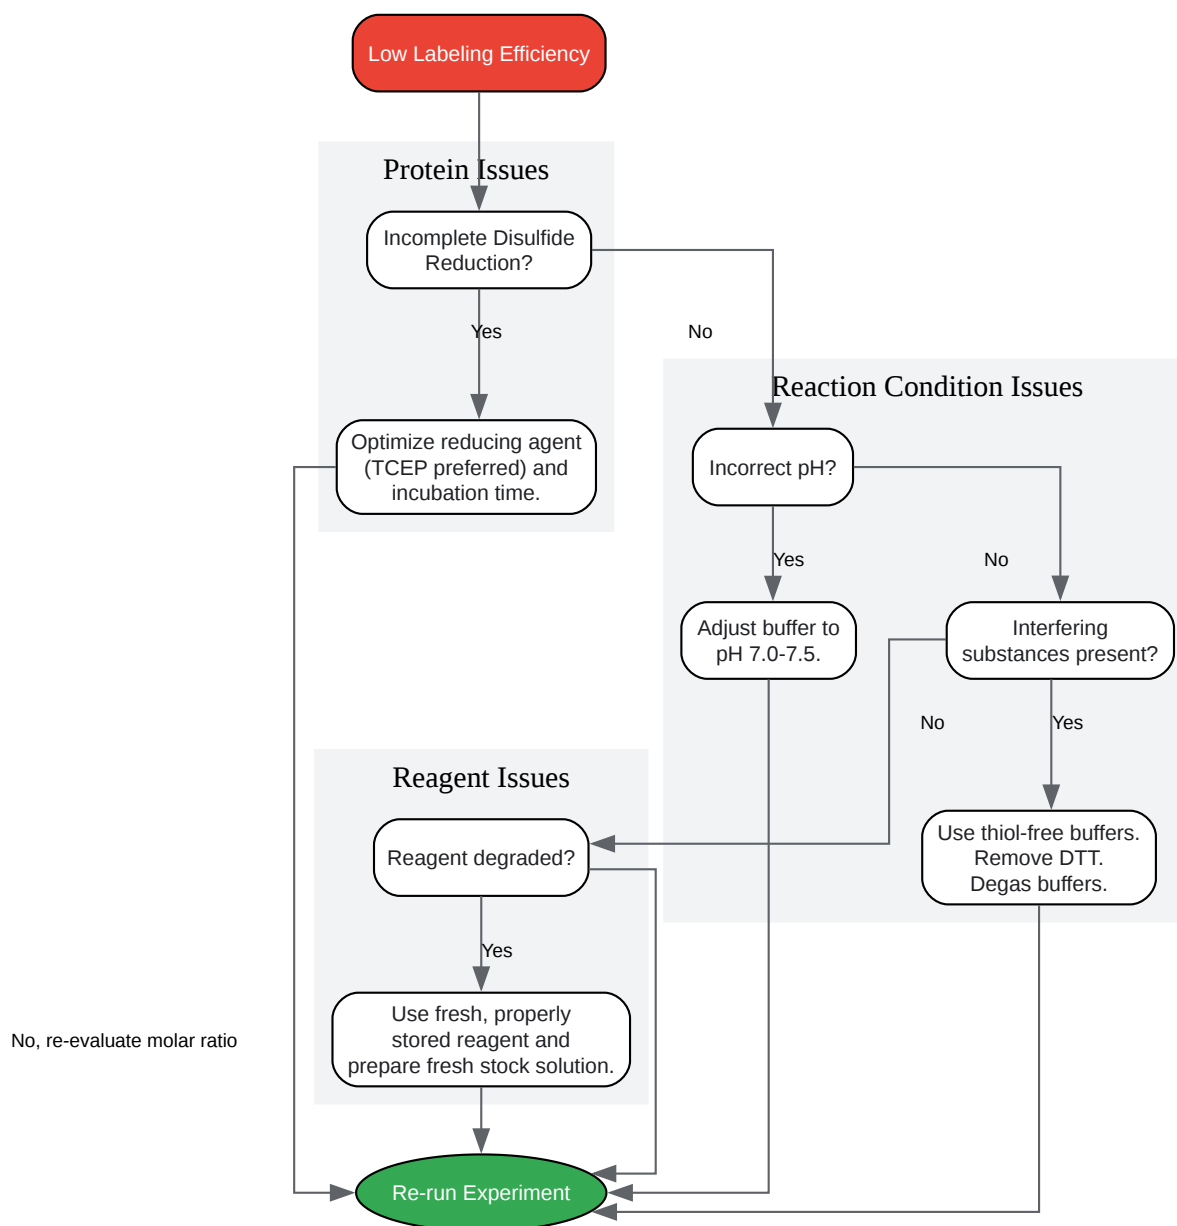 Low Labeling Efficiency
Protein Issues
Incomplete Disulfide
Reduction?
Yes
No
Optimize reducing agent
(TCEP preferred) and
incubation time.
Reaction Condition Issues
Incorrect pH?
Yes
No
Adjust buffer to
pH 7.0-7.5.
Interfering
substances present?
No
Yes
Use thiol-free buffers.
Remove DTT.
Degas buffers.
Reagent Issues
Reagent degraded?
Yes
Use fresh, properly
stored reagent and
prepare fresh stock solution.
No, re-evaluate molar ratio
Re-run Experiment